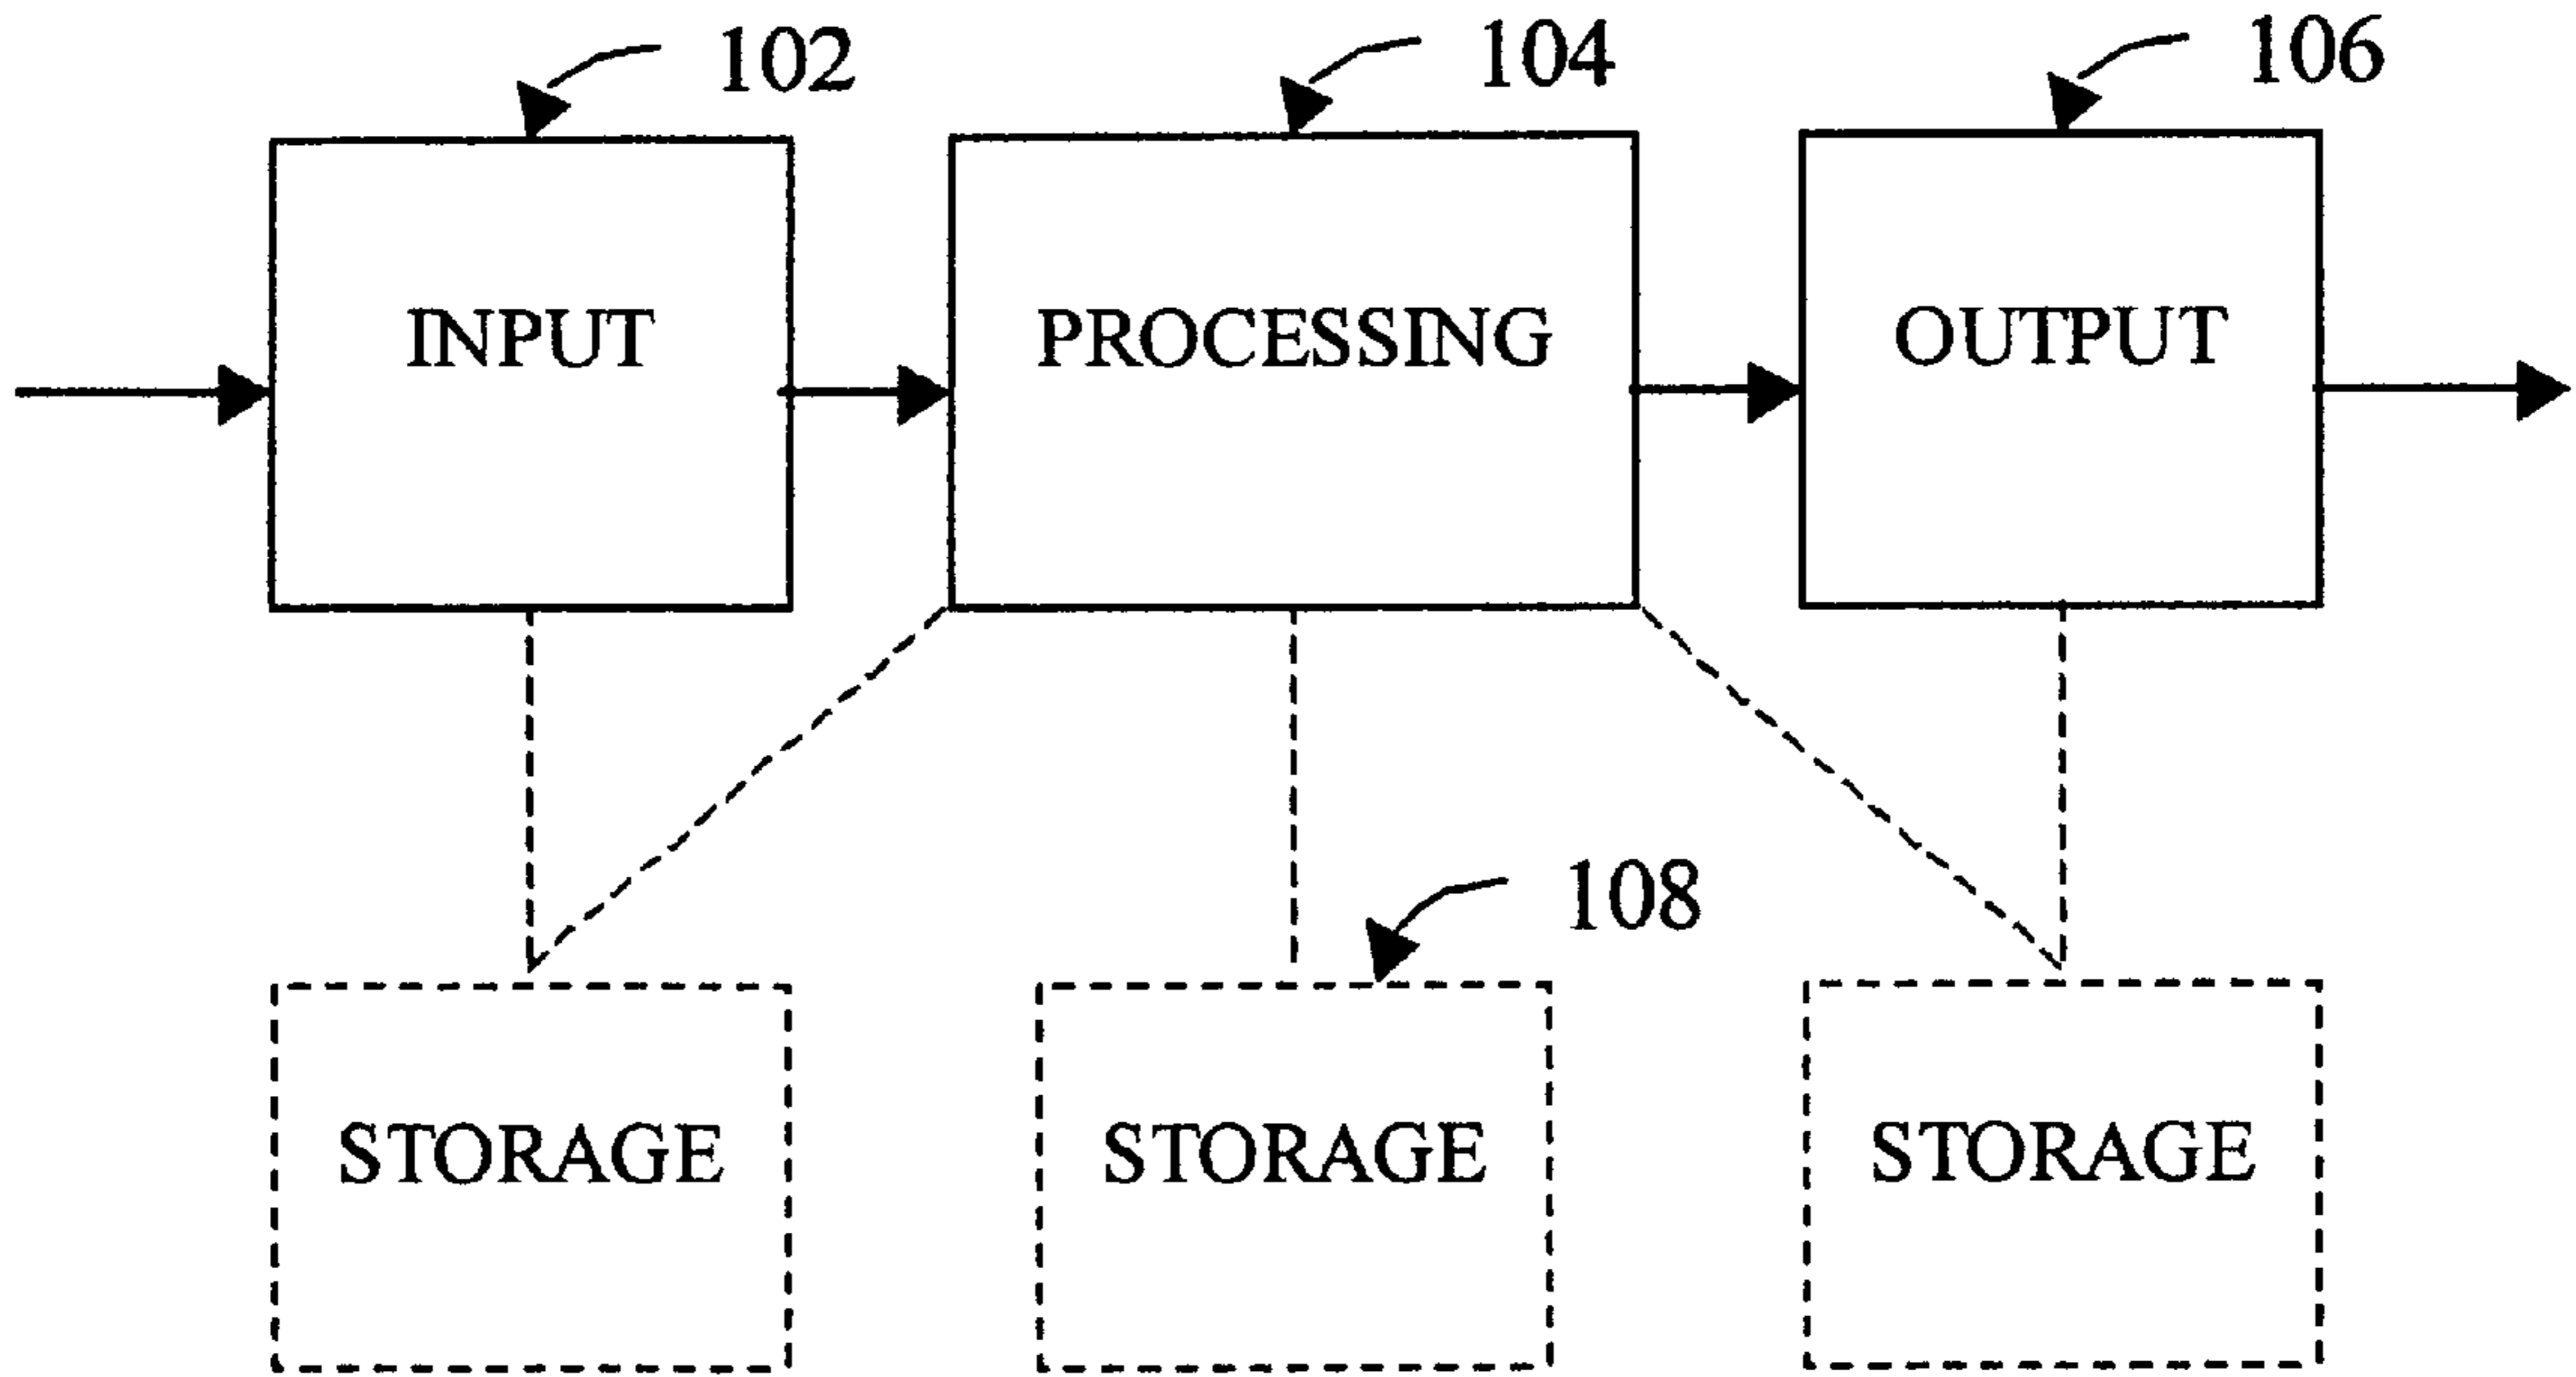 102
104
106
INPUT
PROCESSING
OUTPUT
108
STORAGE
STORAGE
STORAGE